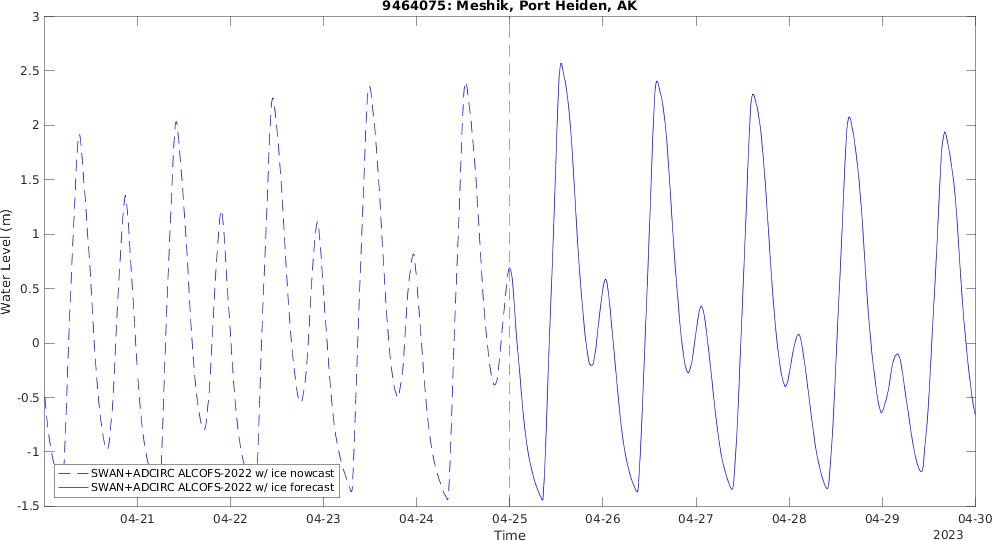 9464075: Meshik, Port Heiden, AK
Water Level (m)
3
2.5
2
1.5
1
0.5
0
-0.5
-1
-1.5
SWAN+ADCIRC ALCOFS-2022 w/ ice nowcast
SWAN+ADCIRC ALCOFS-2022 w/ ice forecast
04-21 04-22 04-23 04-24 04-25 04-26 04-27 04-28 04-29 04-30
Time
2023